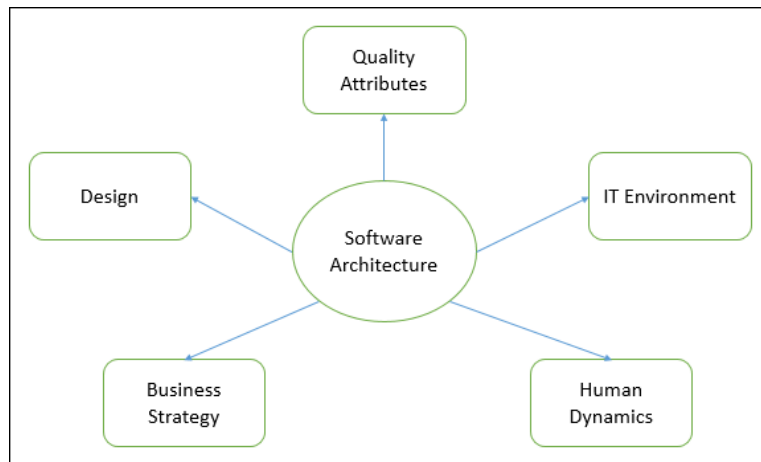 Quality
Attributes
Design
IT Environment
Software
Architecture
Business
Strategy
Human
Dynamics